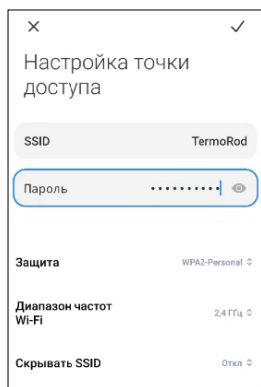 Настройка точки
доступа
SSID TermoRod
Пароль ••••••••••
Защита WPA2-Personal
Диапазон частот
Wi-Fi 2,4 ГГц
Скрывать SSID Откл